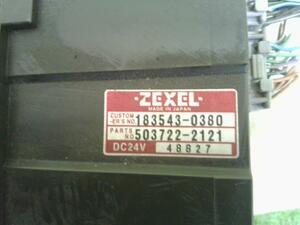 ·ZEXEL·
MADE IN JAPAN
CUSTOM -ER'S NO. 183543-0380
PARTS NO 503722-2121
DC24V 48827